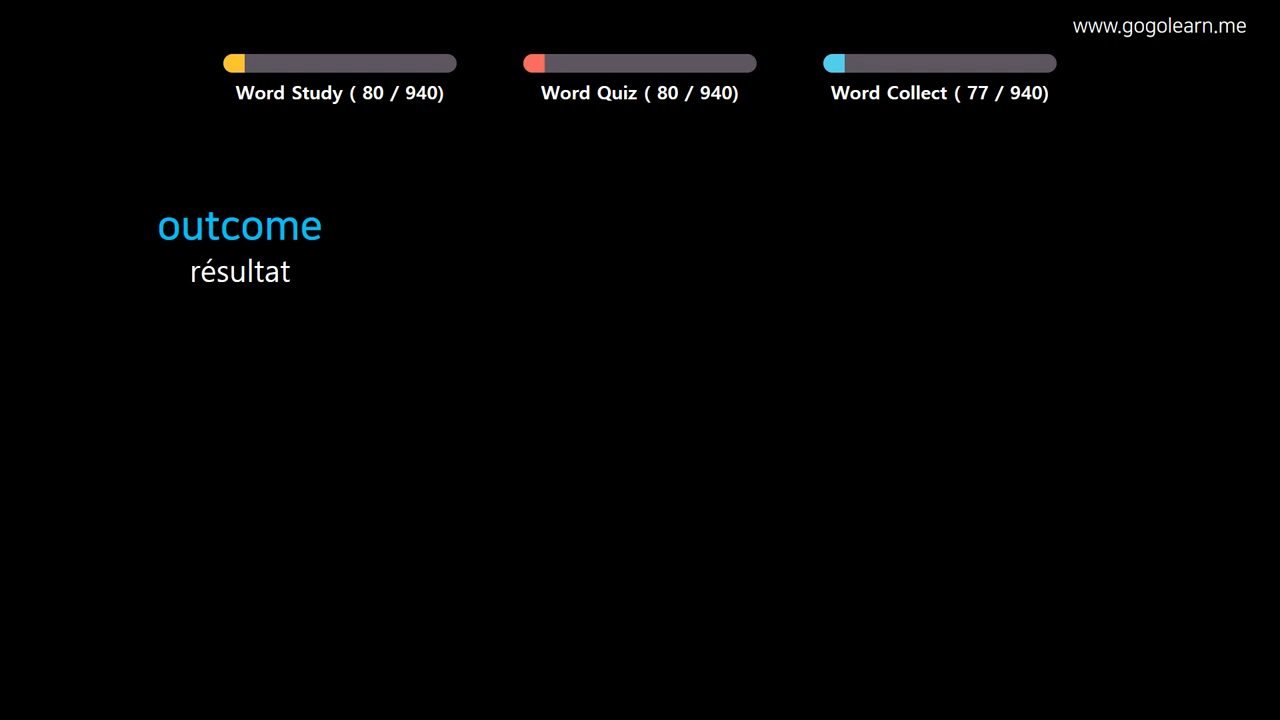 www.gogolearn.me
Word Study ( 80 / 940)
Word Quiz ( 80 / 940)
Word Collect ( 77 / 940)
outcome
résultat